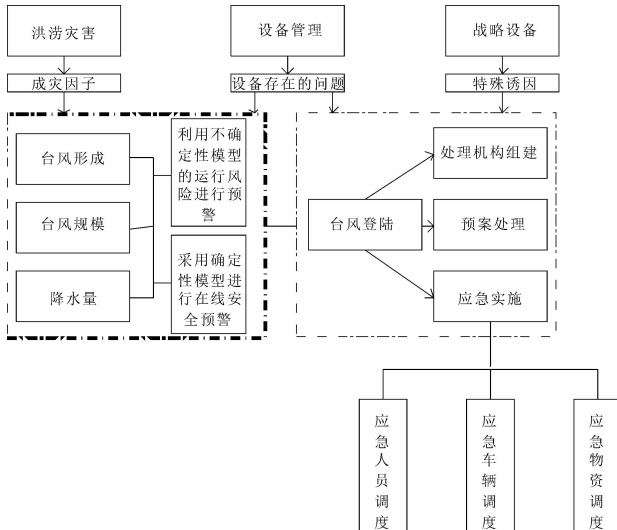 洪涝灾害
设备管理
战略设备
成灾因子
设备存在的问题
特殊诱因
台风形成
台风规模
降水量
利用不确
定性模型
的运行风
险进行预
警
采用确定
性模型进
行在线安
全预警
台风登陆
处理机构组建
预案处理
应急实施
应急人员调度
应急车辆调度
应急物资调度